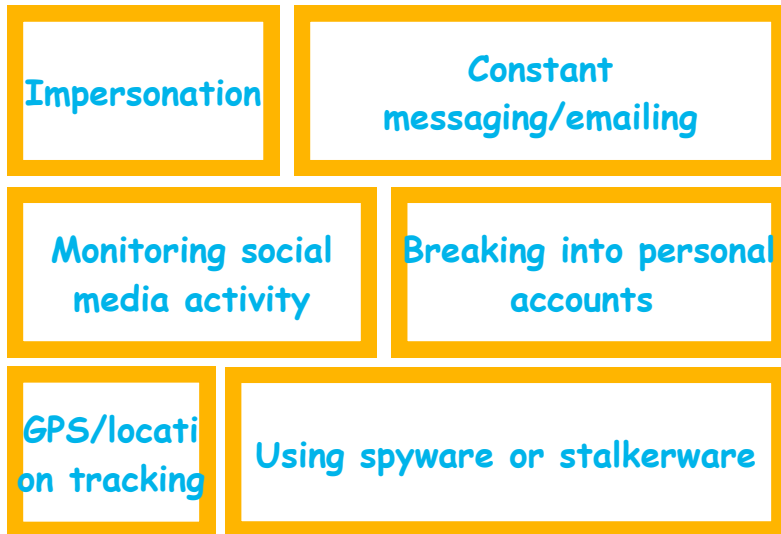 Impersonation
Constant
messaging/emailing
Monitoring social
media activity
Breaking into personal
accounts
GPS/locati
on tracking
Using spyware or stalkerware